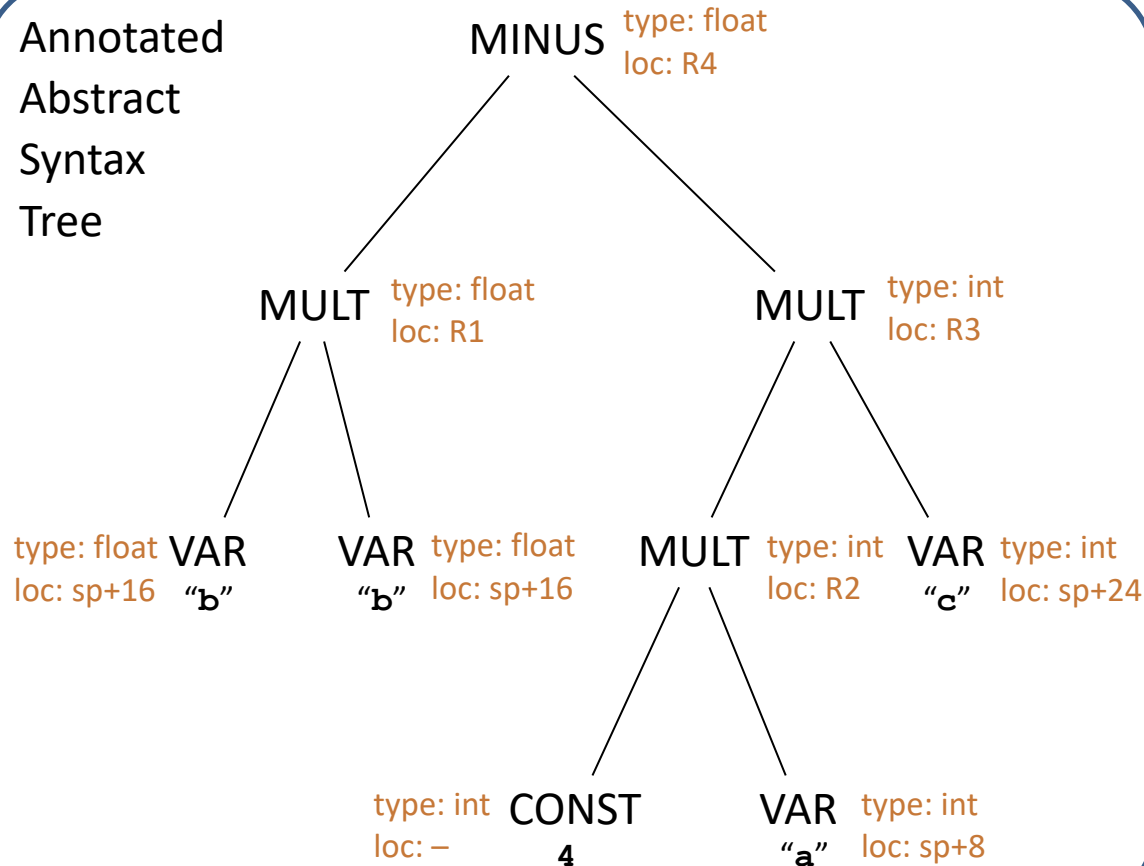 Annotated
Abstract
Syntax
Tree
MINUS
type: float
loc: R4
MULT
type: float
loc: R1
MULT
type: int
loc: R3
type: float
loc: sp+16
VAR
“b”
VAR
“b”
type: float
loc: sp+16
MULT
type: int
loc: R2
VAR
“c”
type: int
loc: sp+24
type: int
loc: –
CONST
4
VAR
“a”
type: int
loc: sp+8